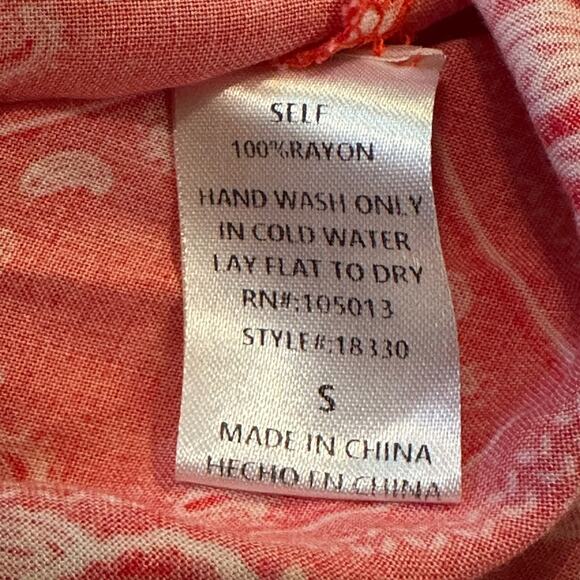 SELF
100%RAYON
HAND WASH ONLY
IN COLD WATER
LAY FLAT TO DRY
RN#:105013
STYLE#:18330
S
MADE IN CHINA
HECHO EN CHINA